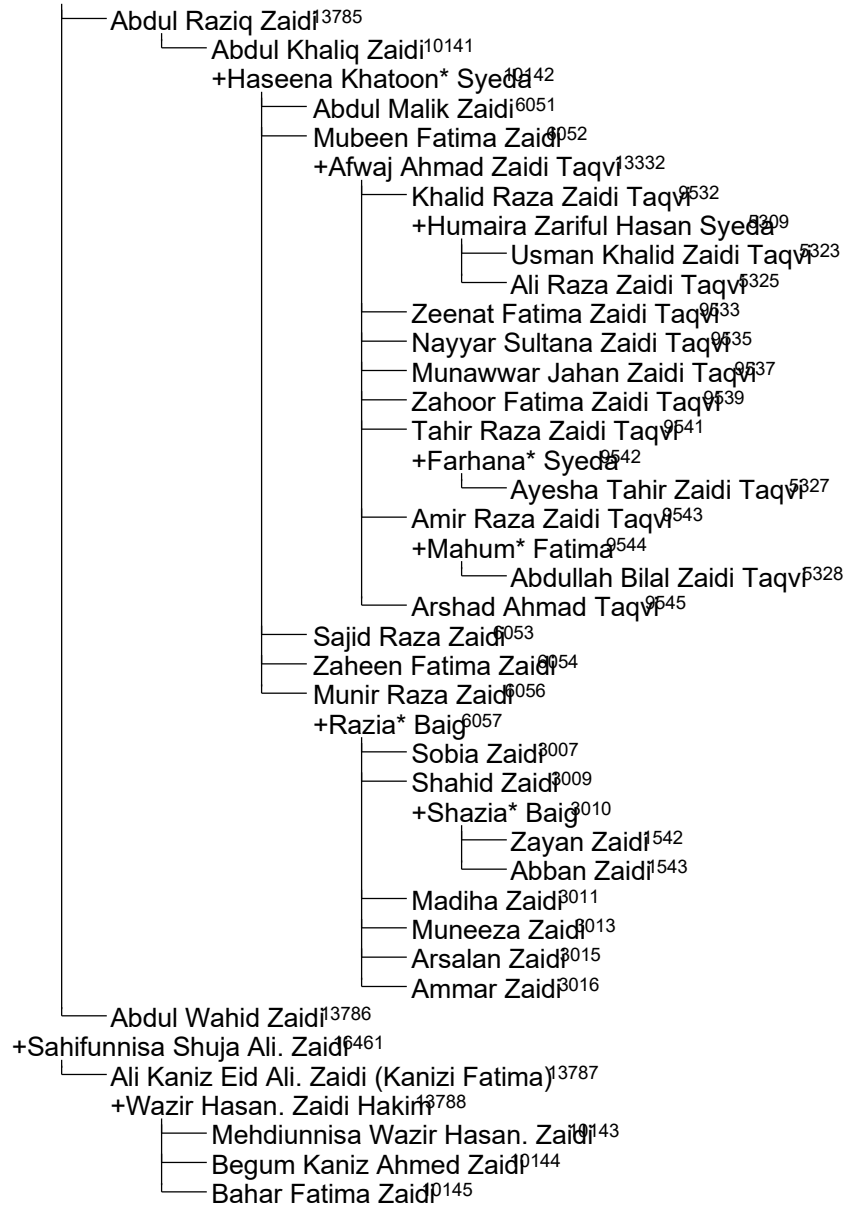 Abdul Raziq Zaidi13785
Abdul Khaliq Zaidi10141
+Haseena Khatoon* Syeda10142
Abdul Malik Zaidi6051
Mubeen Fatima Zaidi6052
+Afwaj Ahmad Zaidi Taqvi13332
Khalid Raza Zaidi Taqvi9532
+Humaira Zariful Hasan Syeda5309
Usman Khalid Zaidi Taqvi5323
Ali Raza Zaidi Taqvi5325
Zeenat Fatima Zaidi Taqvi9533
Nayyar Sultana Zaidi Taqvi9535
Munawwar Jahan Zaidi Taqvi9537
Zahoor Fatima Zaidi Taqvi9539
Tahir Raza Zaidi Taqvi9541
+Farhana* Syeda9542
Ayesha Tahir Zaidi Taqvi5327
Amir Raza Zaidi Taqvi9543
+Mahum* Fatima9544
Abdullah Bilal Zaidi Taqvi5328
Arshad Ahmad Taqvi9545
Sajid Raza Zaidi6053
Zaheen Fatima Zaidi6054
Munir Raza Zaidi6056
+Razia* Baig6057
Sobia Zaidi3007
Shahid Zaidi3009
+Shazia* Baig3010
Zayan Zaidi1542
Abban Zaidi1543
Madiha Zaidi3011
Muneeza Zaidi3013
Arsalan Zaidi3015
Ammar Zaidi3016
Abdul Wahid Zaidi13786
+Sahifunnisa Shuja Ali. Zaidi16461
Ali Kaniz Eid Ali. Zaidi (Kanizi Fatima)13787
+Wazir Hasan. Zaidi Hakim13788
Mehdiunnisa Wazir Hasan. Zaidi10143
Begum Kaniz Ahmed Zaidi10144
Bahar Fatima Zaidi10145